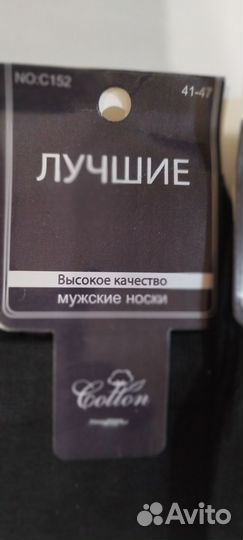 NO:C152 41-47
ЛУЧШИЕ
Высокое качество
мужские носки
Cotton
Avito